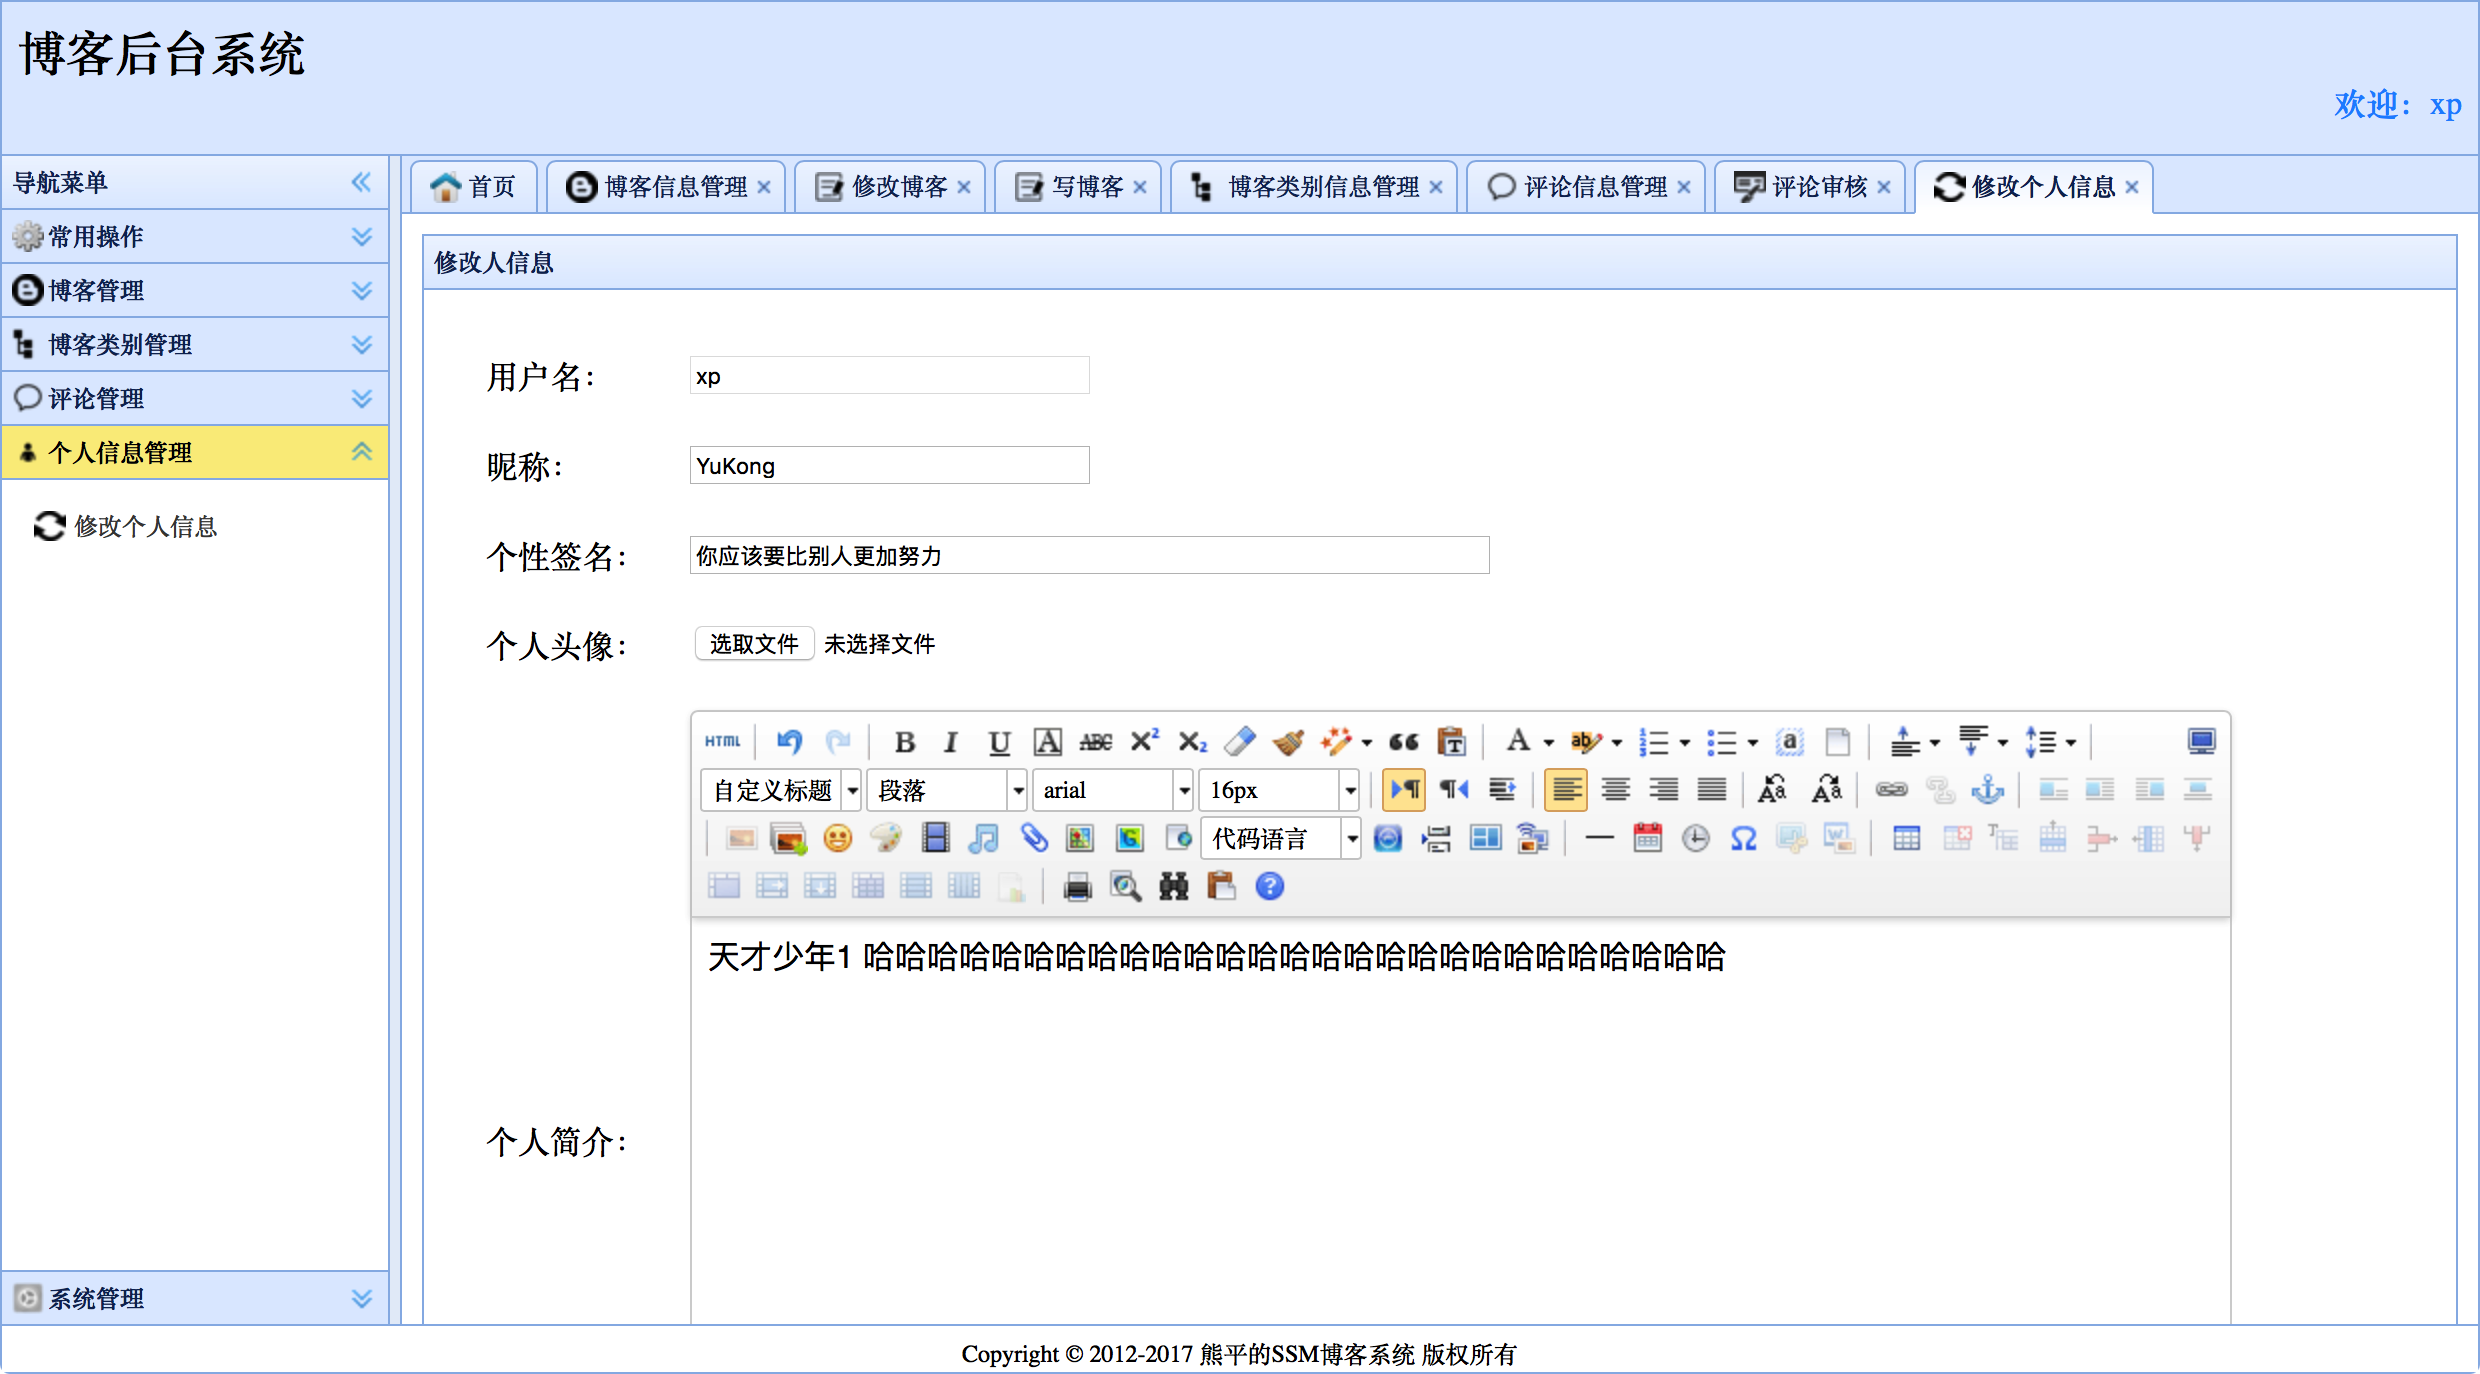 博客后台系统
欢迎：xp
导航菜单
首页
博客信息管理
修改博客
写博客
博客类别信息管理
评论信息管理
评论审核
修改个人信息
常用操作
博客管理
博客类别管理
评论管理
个人信息管理
修改个人信息
系统管理
修改人信息
用户名：
xp
昵称：
YuKong
个性签名：
你应该要比别人更加努力
个人头像：
选取文件 未选择文件
HTML
自定义标题 段落 arial 16px
代码语言
天才少年1 哈哈哈哈哈哈哈哈哈哈哈哈哈哈哈哈哈哈哈哈哈哈哈哈哈哈哈
个人简介：
Copyright © 2012-2017 熊平的SSM博客系统 版权所有